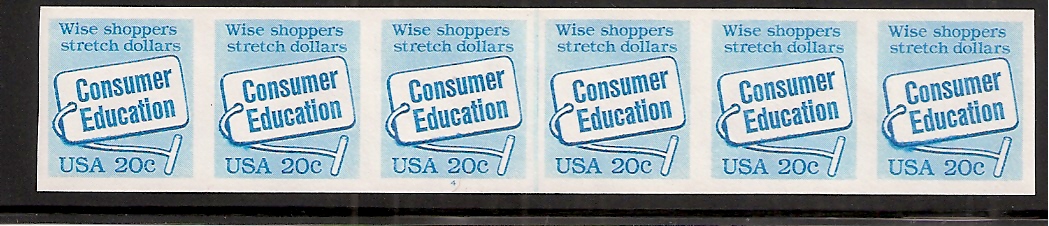 Wise shoppers
stretch dollars
Consumer
Education
USA 20c
Wise shoppers
stretch dollars
Consumer
Education
USA 20c
Wise shoppers
stretch dollars
Consumer
Education
USA 20c
4
Wise shoppers
stretch dollars
Consumer
Education
USA 20c
Wise shoppers
stretch dollars
Consumer
Education
USA 20c
Wise shoppers
stretch dollars
Consumer
Education
USA 20c